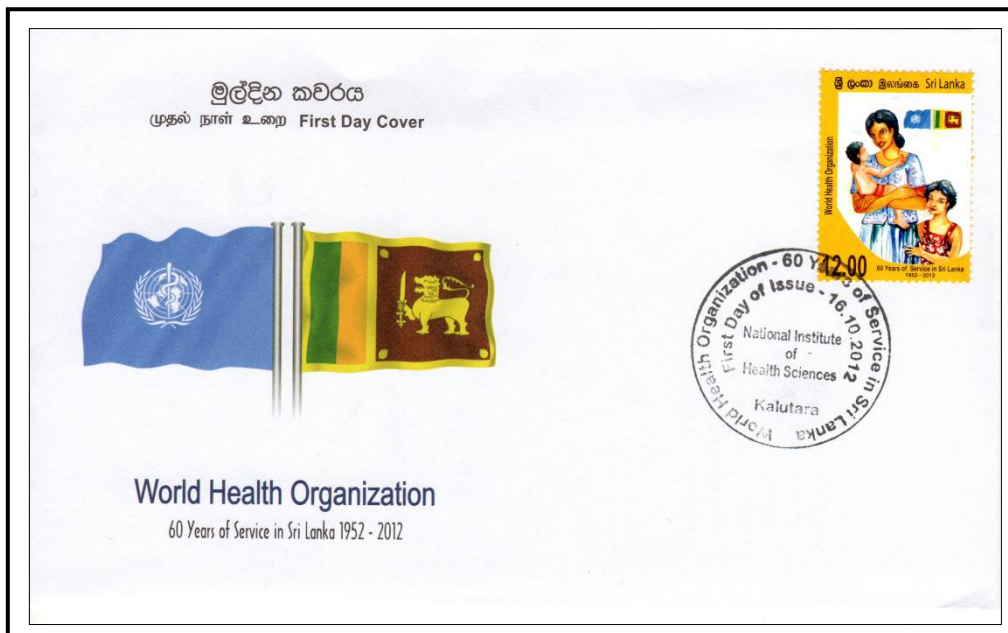 මුල්දින කවරය
முதல் நாள் உறை First Day Cover
World Health Organization
60 Years of Service in Sri Lanka 1952 - 2012
ශ්‍රී ලංකා இலங்கை Sri Lanka
World Health Organization
12.00
60 Years of Service in Sri Lanka
1952 - 2012
World Health Organization - 60 Years of Service in Sri Lanka
First Day of Issue - 16.10.2012
National Institute
of
Health Sciences
Kalutara